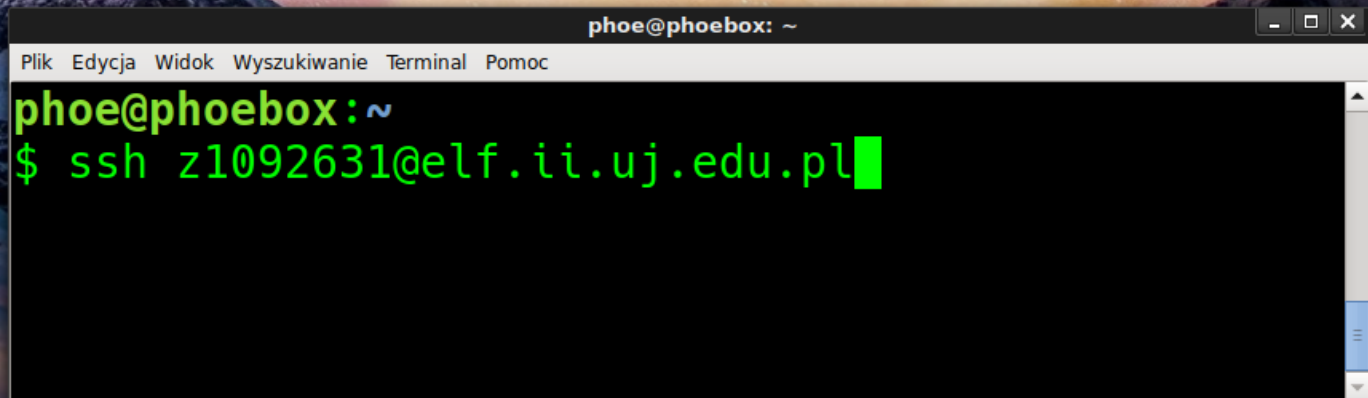 phoe@phoebox: ~
Plik Edycja Widok Wyszukiwanie Terminal Pomoc
phoe@phoebox:~
$ ssh z1092631@elf.ii.uj.edu.pl